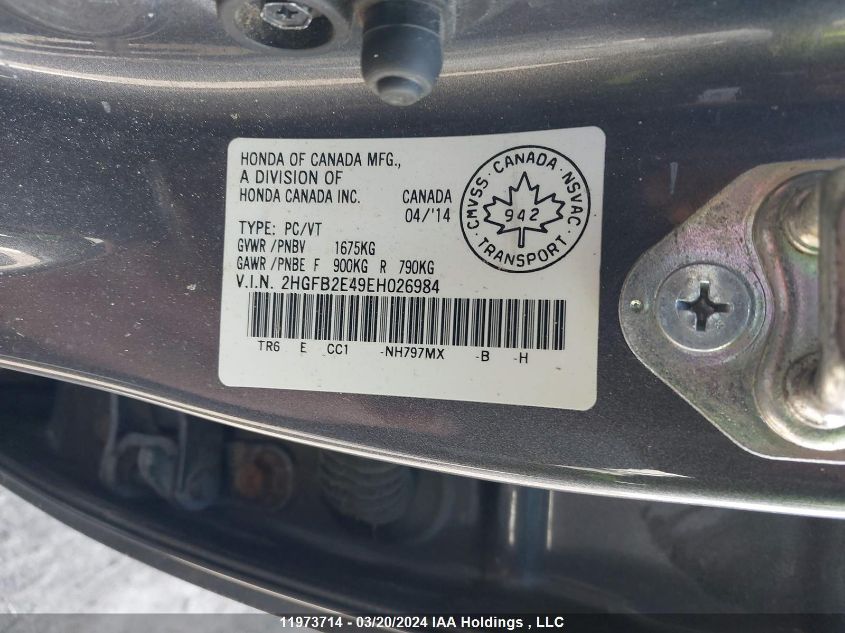 HONDA OF CANADA MFG.,
A DIVISION OF
HONDA CANADA INC.
CANADA
04/'14
TYPE: PC/VT
GVWR/PNBV 1675KG
GAWR/PNBE F 900KG R 790KG
V.I.N. 2HGFB2E49EH026984
TR6 E CC1 -NH797MX -B -H
CMVSS · CANADA · NSVAC
942
TRANSPORT
11973714 - 03/20/2024 IAA Holdings , LLC